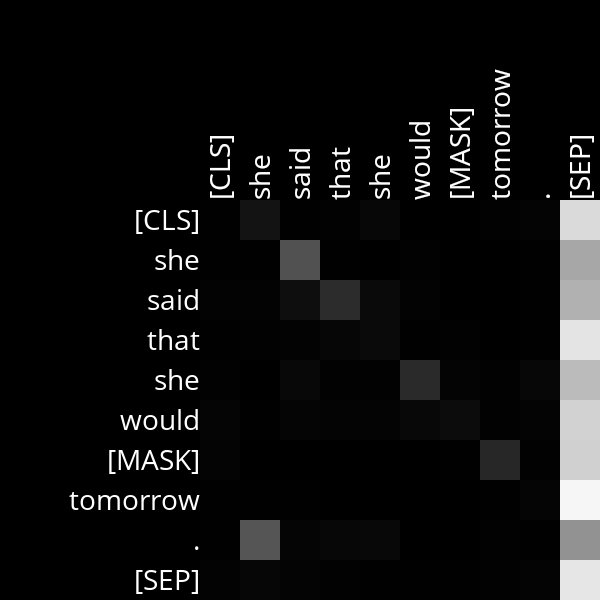 [CLS]
she
said
that
she
would
[MASK]
tomorrow
.
[SEP]
[CLS]
she
said
that
she
would
[MASK]
tomorrow
.
[SEP]